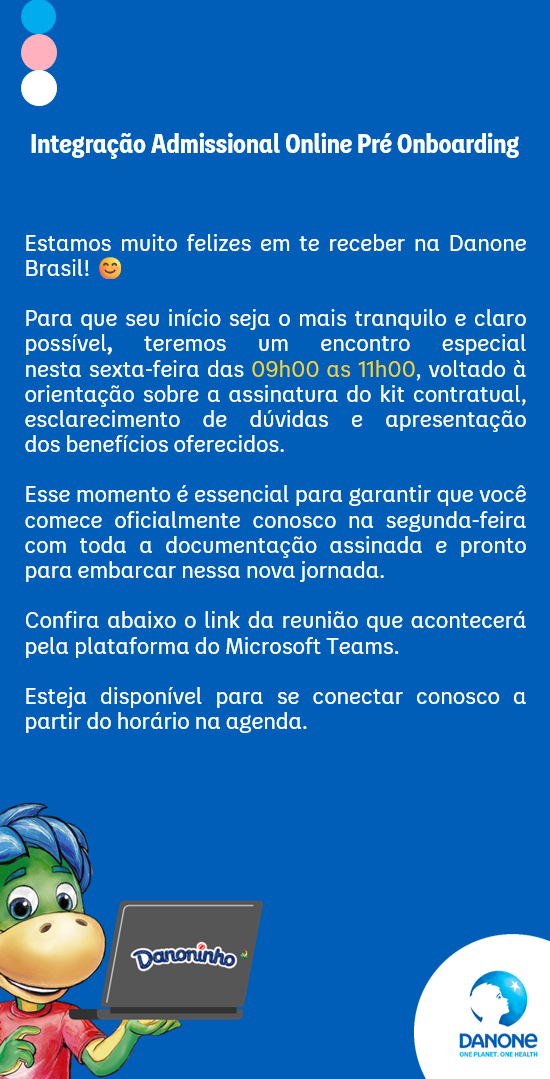 Integração Admissional Online Pré Onboarding
Estamos muito felizes em te receber na Danone
Brasil! 😊
Para que seu início seja o mais tranquilo e claro
possível, teremos um encontro especial
nesta sexta-feira das 09h00 as 11h00, voltado à
orientação sobre a assinatura do kit contratual,
esclarecimento de dúvidas e apresentação
dos benefícios oferecidos.
Esse momento é essencial para garantir que você
comece oficialmente conosco na segunda-feira
com toda a documentação assinada e pronto
para embarcar nessa nova jornada.
Confira abaixo o link da reunião que acontecerá
pela plataforma do Microsoft Teams.
Esteja disponível para se conectar conosco a
partir do horário na agenda.
Danoninho
DANONE
ONE PLANET. ONE HEALTH